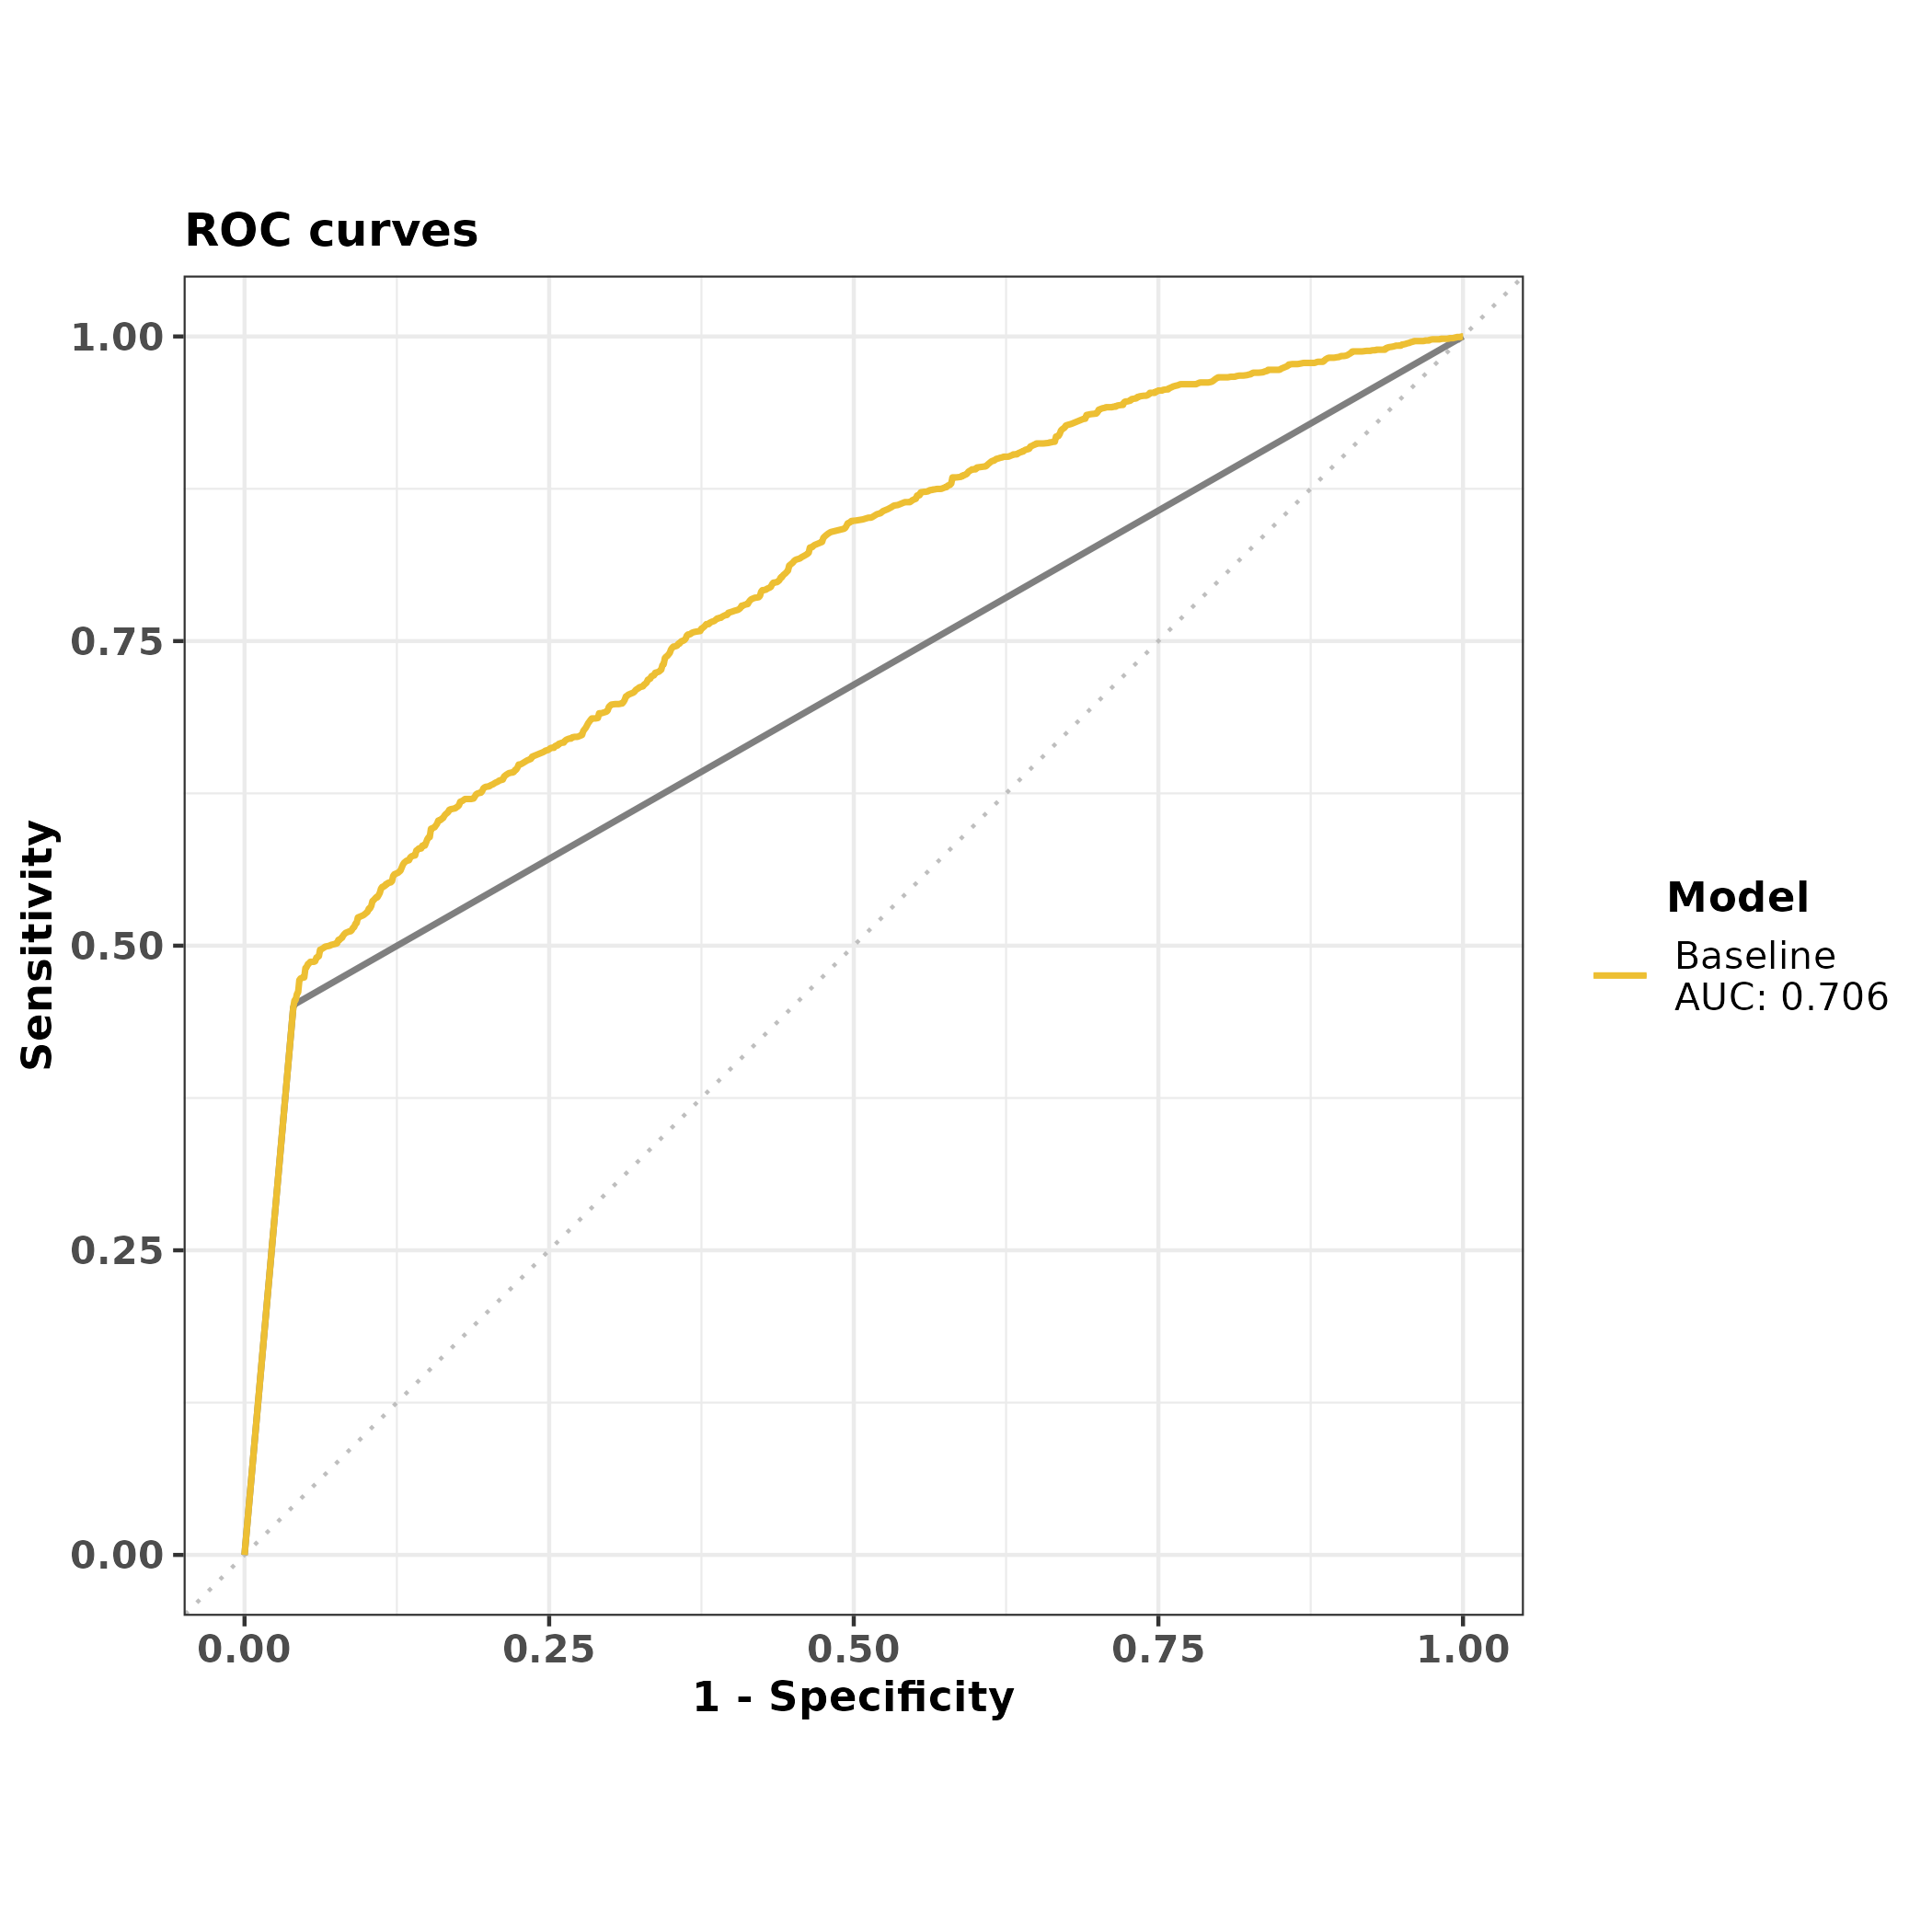 ROC curves
1.00
0.75
0.50
0.25
0.00
Sensitivity
0.00 0.25 0.50 0.75 1.00
1 - Specificity
Model
Baseline
AUC: 0.706